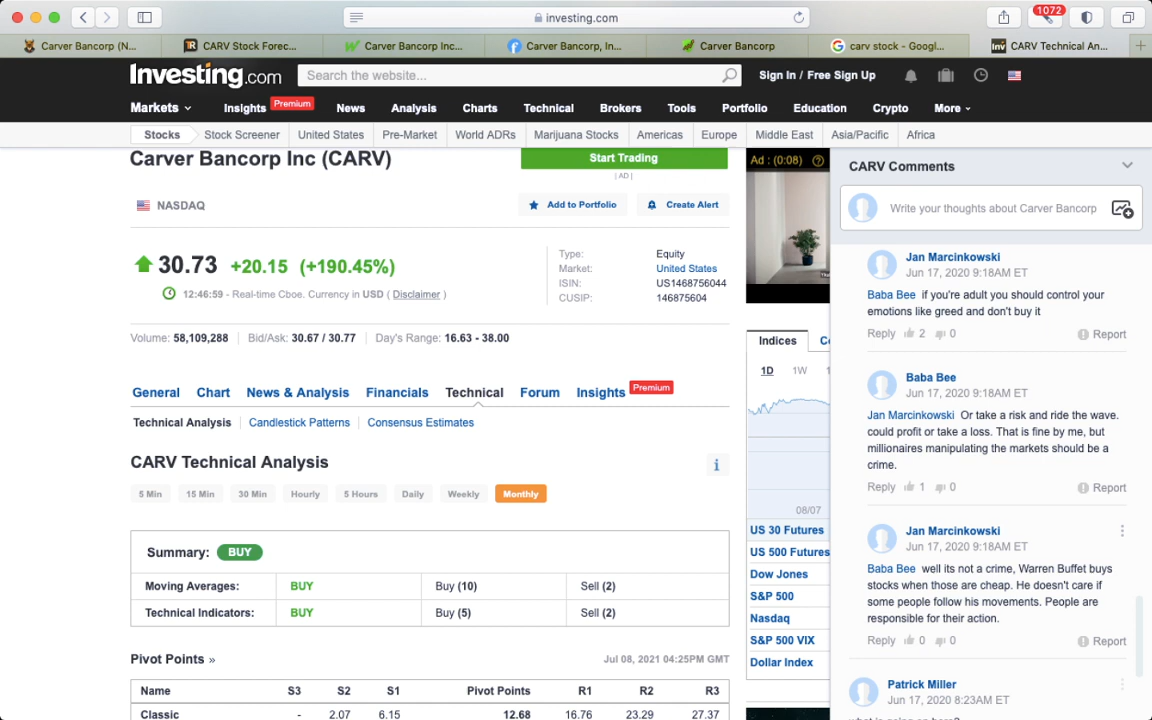 1072
investing.com
Carver Bancorp (N...
CARV Stock Forec...
Carver Bancorp Inc...
Carver Bancorp, In...
Carver Bancorp
carv stock - Googl...
CARV Technical An...
Investing.com
Search the website...
Sign In / Free Sign Up
Markets
Insights Premium
News
Analysis
Charts
Technical
Brokers
Tools
Portfolio
Education
Crypto
More
Stocks
Stock Screener
United States
Pre-Market
World ADRs
Marijuana Stocks
Americas
Europe
Middle East
Asia/Pacific
Africa
Carver Bancorp Inc (CARV)
Start Trading
| AD |
NASDAQ
Add to Portfolio
Create Alert
30.73 +20.15 (+190.45%)
12:46:59 - Real-time Cboe. Currency in USD ( Disclaimer )
Type: Equity
Market: United States
ISIN: US1468756044
CUSIP: 146875604
Volume: 58,109,288 Bid/Ask: 30.67 / 30.77 Day's Range: 16.63 - 38.00
General Chart News & Analysis Financials Technical Forum Insights Premium
Technical Analysis Candlestick Patterns Consensus Estimates
CARV Technical Analysis
5 Min 15 Min 30 Min Hourly 5 Hours Daily Weekly Monthly
Summary: BUY
Moving Averages: BUY Buy (10) Sell (2)
Technical Indicators: BUY Buy (5) Sell (2)
Pivot Points » Jul 08, 2021 04:25PM GMT
Name S3 S2 S1 Pivot Points R1 R2 R3
Classic - 2.07 6.15 12.68 16.76 23.29 27.37
Ad : (0:08)
Indices
1D 1W
08/07
US 30 Futures
US 500 Futures
Dow Jones
S&P 500
Nasdaq
S&P 500 VIX
Dollar Index
CARV Comments
Write your thoughts about Carver Bancorp
Jan Marcinkowski
Jun 17, 2020 9:18AM ET
Baba Bee if you're adult you should control your
emotions like greed and don't buy it
Reply 2 0 Report
Baba Bee
Jun 17, 2020 9:18AM ET
Jan Marcinkowski Or take a risk and ride the wave.
could profit or take a loss. That is fine by me, but
millionaires manipulating the markets should be a
crime.
Reply 1 0 Report
Jan Marcinkowski
Jun 17, 2020 9:18AM ET
Baba Bee well its not a crime, Warren Buffet buys
stocks when those are cheap. He doesn't care if
some people follow his movements. People are
responsible for their action.
Reply 0 0 Report
Patrick Miller
Jun 17, 2020 8:23AM ET